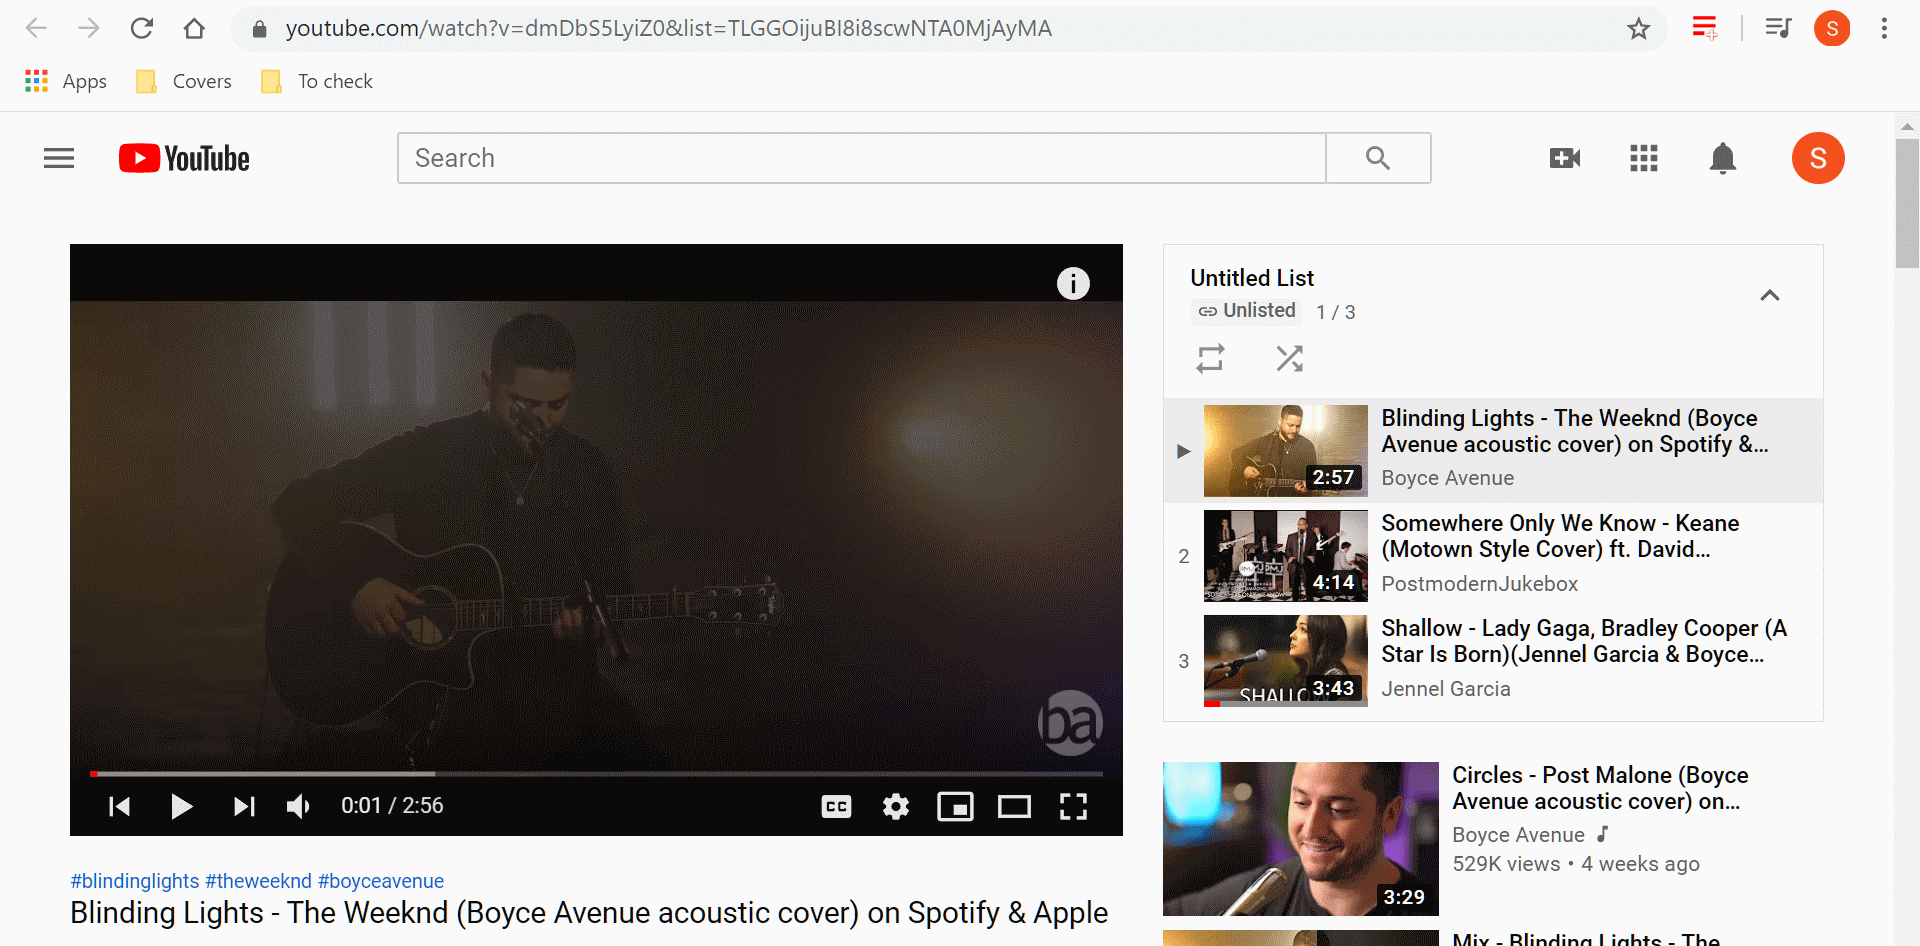 youtube.com/watch?v=dmDbS5LyiZ0&list=TLGGOijuBI8i8scwNTA0MjAyMA
S
Apps
Covers
To check
YouTube
Search
S
Untitled List
Unlisted
1 / 3
Blinding Lights - The Weeknd (Boyce
Avenue acoustic cover) on Spotify &...
2:57
Boyce Avenue
2
Somewhere Only We Know - Keane
(Motown Style Cover) ft. David...
4:14
PostmodernJukebox
3
Shallow - Lady Gaga, Bradley Cooper (A
Star Is Born)(Jennel Garcia & Boyce...
3:43
Jennel Garcia
ba
0:01 / 2:56
CC
#blindinglights #theweeknd #boyceavenue
Blinding Lights - The Weeknd (Boyce Avenue acoustic cover) on Spotify & Apple
Circles - Post Malone (Boyce
Avenue acoustic cover) on...
Boyce Avenue
529K views • 4 weeks ago
3:29
Mix - Blinding Lights - The